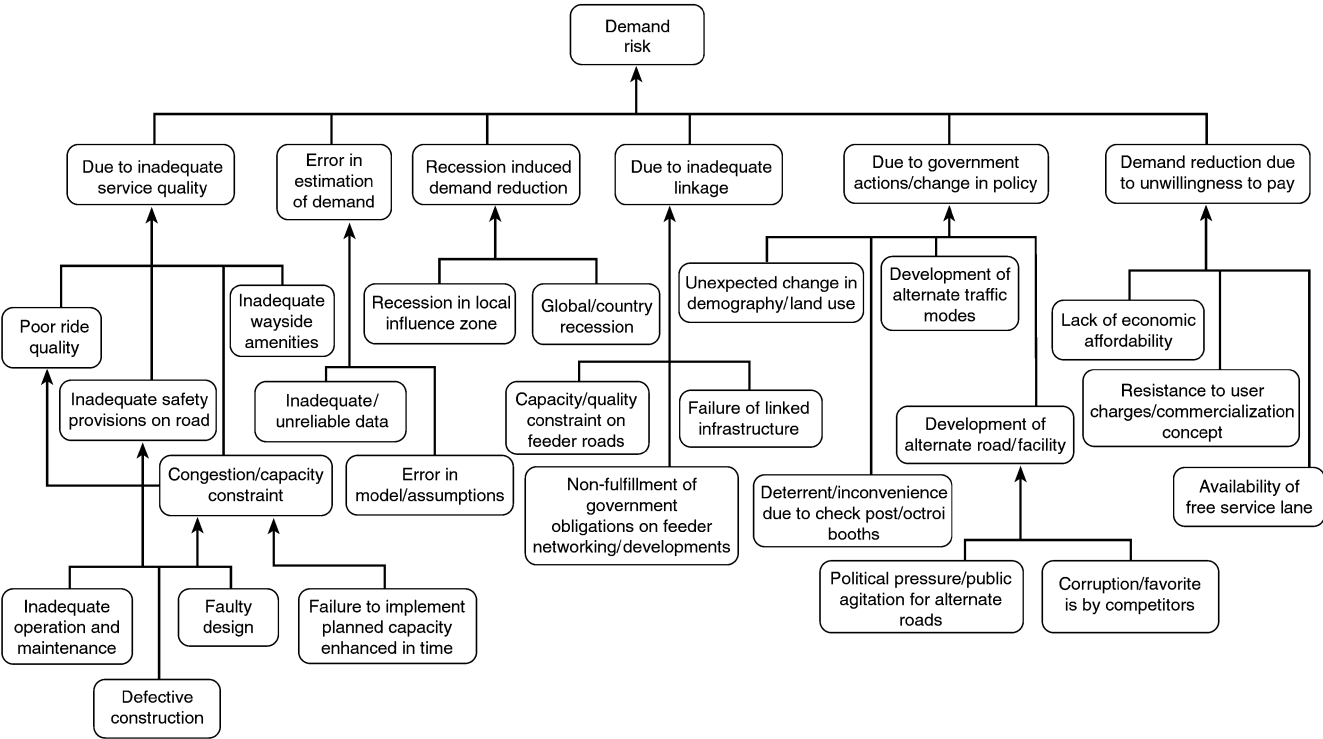 Demand
risk
Due to inadequate
service quality
Error in
estimation
of demand
Recession induced
demand reduction
Due to inadequate
linkage
Due to government
actions/change in policy
Demand reduction due
to unwillingness to pay
Poor ride
quality
Inadequate
wayside
amenities
Recession in local
influence zone
Global/country
recession
Unexpected change in
demography/land use
Development of
alternate traffic
modes
Lack of economic
affordability
Inadequate safety
provisions on road
Inadequate/
unreliable data
Capacity/quality
constraint on
feeder roads
Failure of linked
infrastructure
Development of
alternate road/facility
Resistance to user
charges/commercialization
concept
Congestion/capacity
constraint
Error in
model/assumptions
Non-fulfillment of
government
obligations on feeder
networking/developments
Deterrent/inconvenience
due to check post/octroi
booths
Availability of
free service lane
Inadequate
operation and
maintenance
Faulty
design
Failure to implement
planned capacity
enhanced in time
Political pressure/public
agitation for alternate
roads
Corruption/favorite
is by competitors
Defective
construction